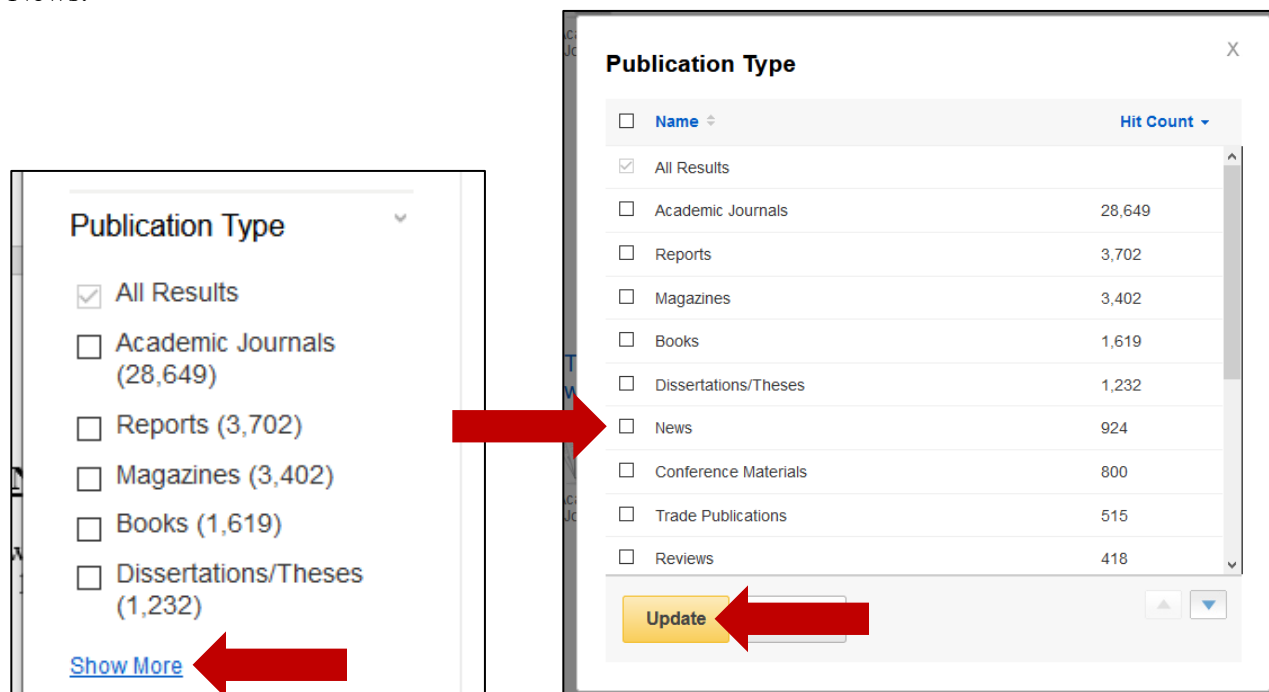 Publication Type
All Results
Academic Journals
(28,649)
Reports (3,702)
Magazines (3,402)
Books (1,619)
Dissertations/Theses
(1,232)
Show More
Publication Type
X
Name Hit Count
All Results
Academic Journals 28,649
Reports 3,702
Magazines 3,402
Books 1,619
Dissertations/Theses 1,232
News 924
Conference Materials 800
Trade Publications 515
Reviews 418
Update